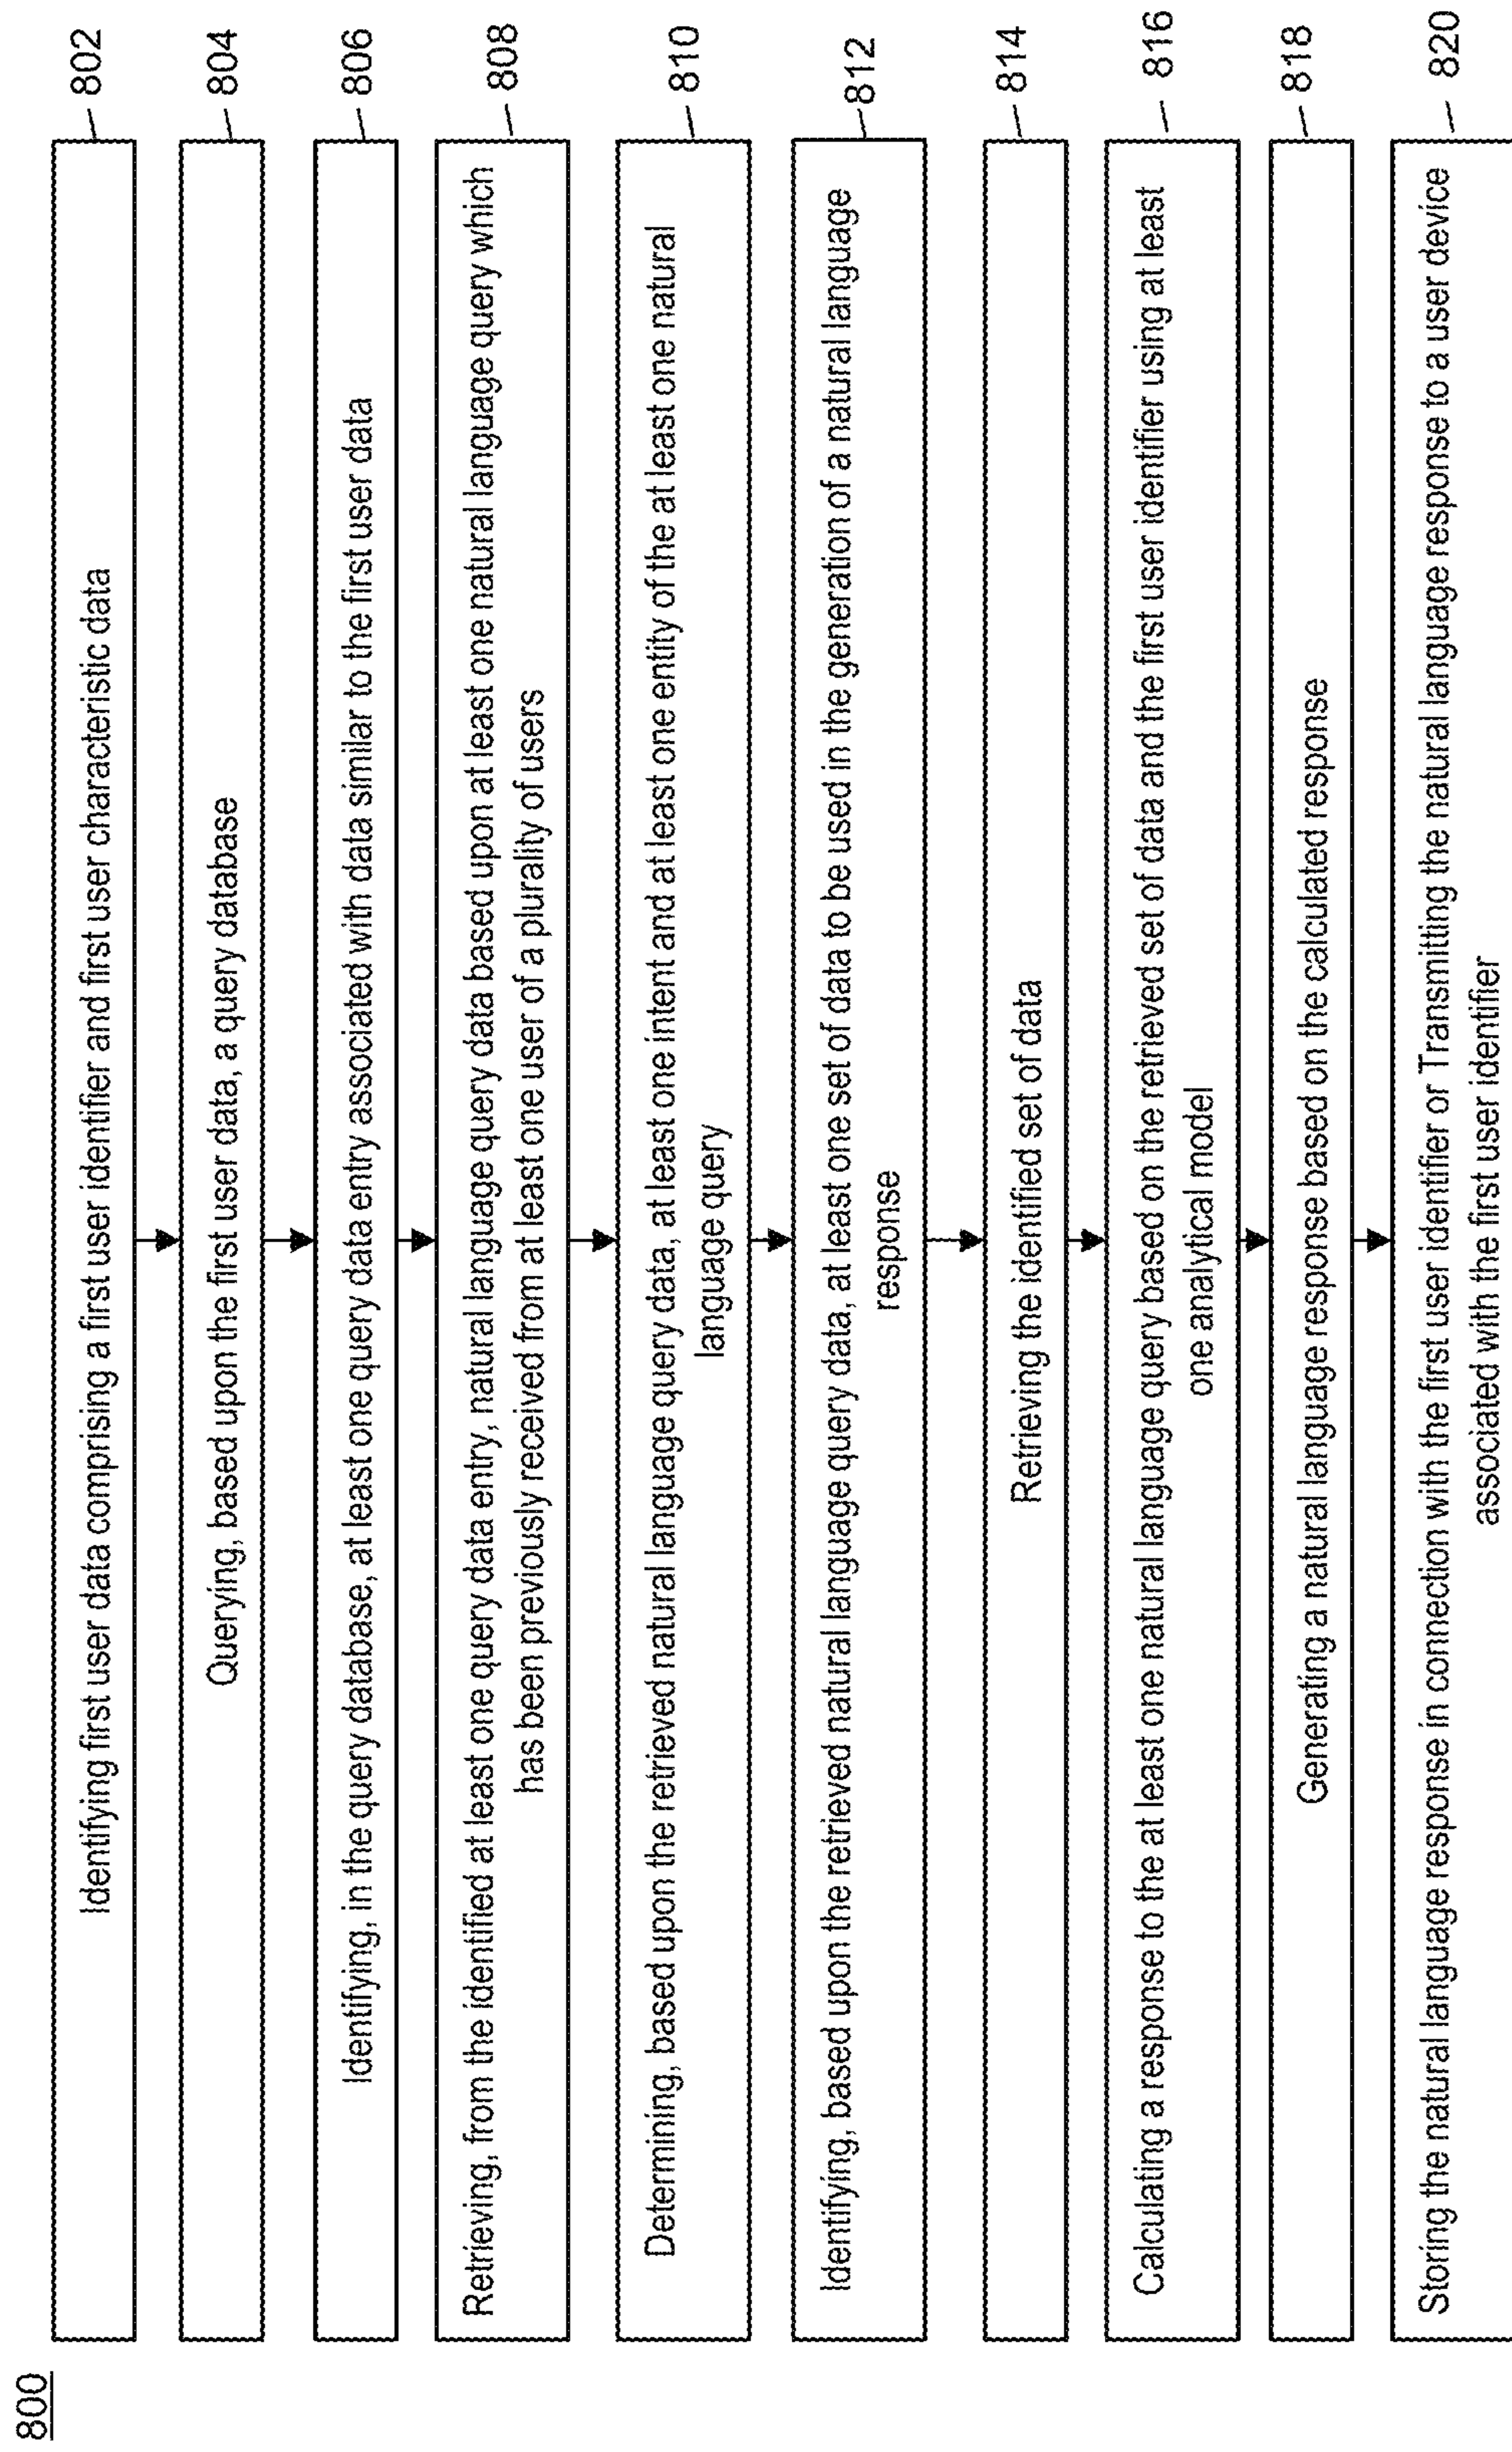 800
Identifying first user data comprising a first user identifier and first user characteristic data
802
Querying, based upon the first user data, a query database
804
Identifying, in the query database, at least one query data entry associated with data similar to the first user data
806
Retrieving, from the identified at least one query data entry, natural language query data based upon at least one natural language query which
has been previously received from at least one user of a plurality of users
808
Determining, based upon the retrieved natural language query data, at least one intent and at least one entity of the at least one natural
language query
810
Identifying, based upon the retrieved natural language query data, at least one set of data to be used in the generation of a natural language
response
812
Retrieving the identified set of data
814
Calculating a response to the at least one natural language query based on the retrieved set of data and the first user identifier using at least
one analytical model
816
Generating a natural language response based on the calculated response
818
Storing the natural language response in connection with the first user identifier or Transmitting the natural language response to a user device
associated with the first user identifier
820